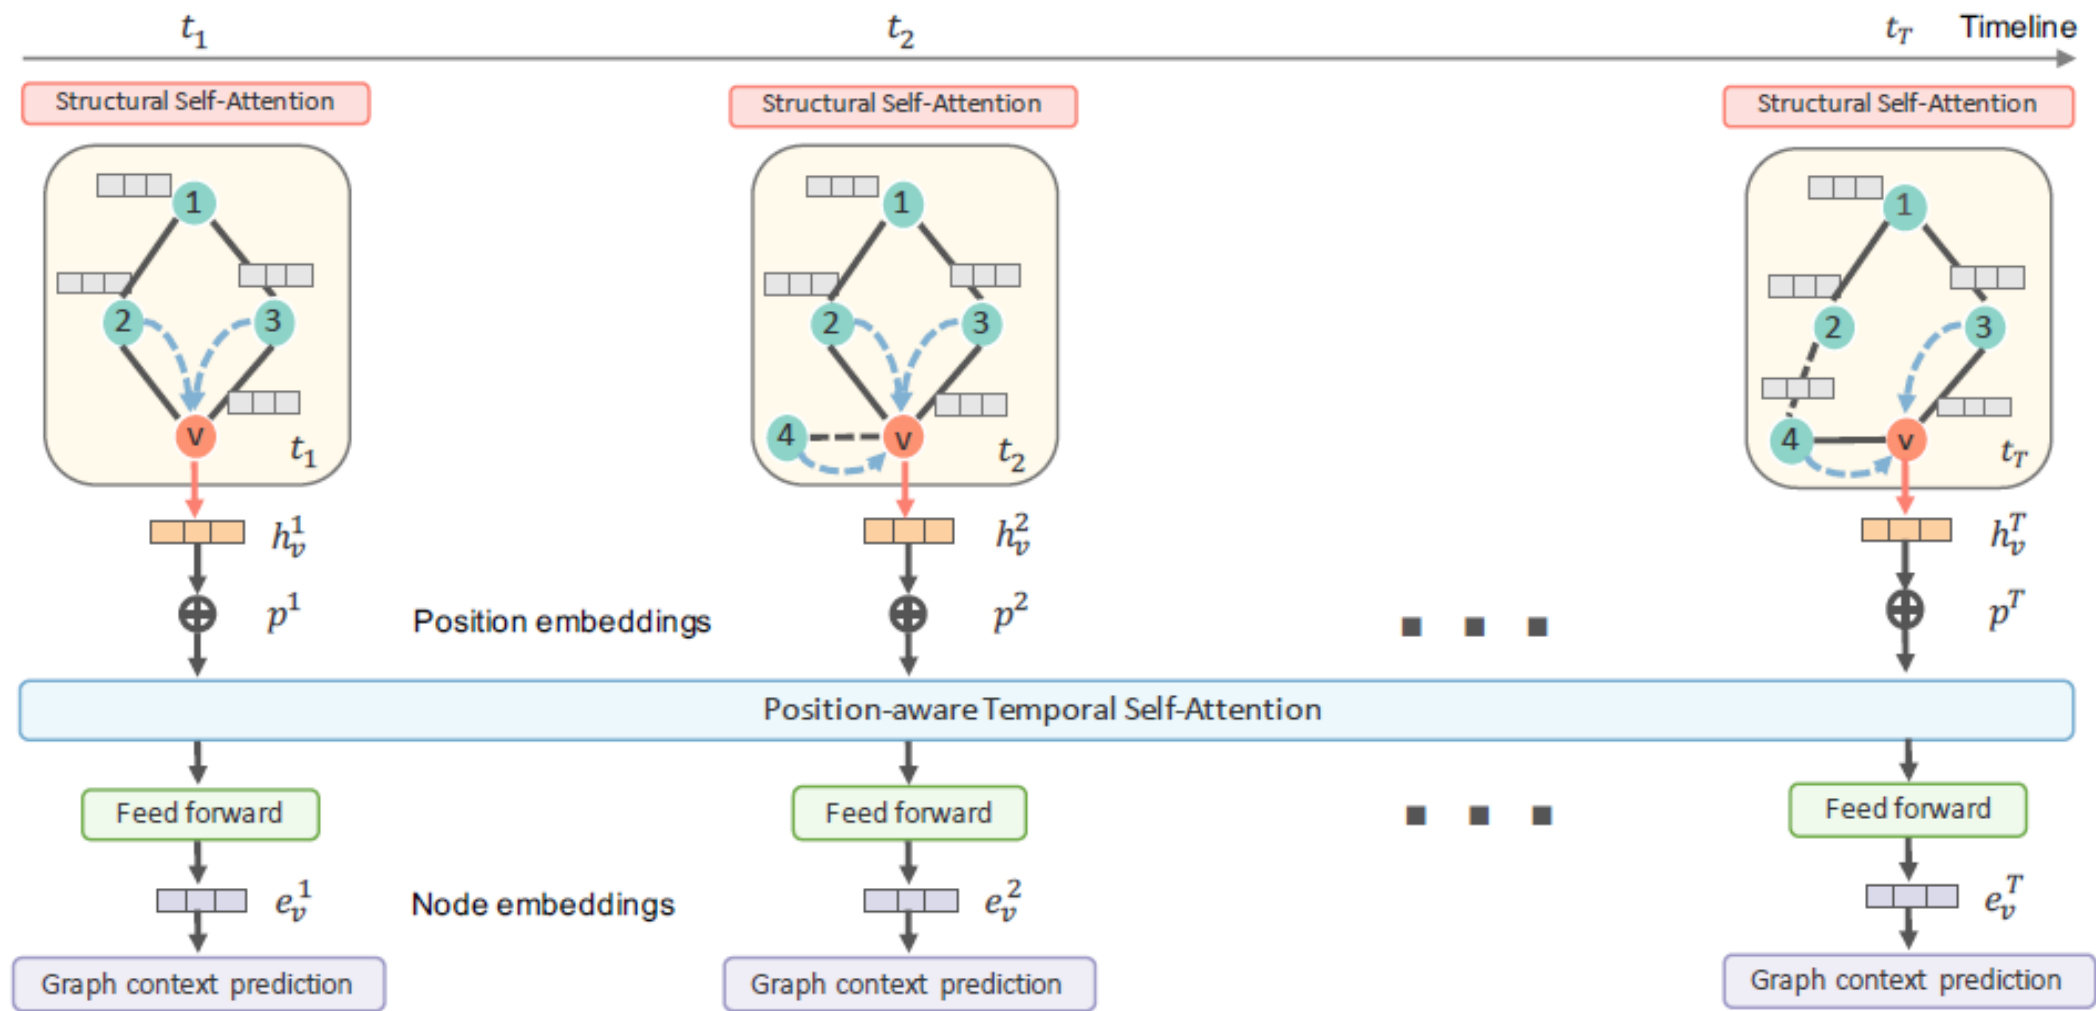 t₁ t₂ t_T Timeline
Structural Self-Attention Structural Self-Attention Structural Self-Attention
1 1 1
2 3 2 3 2 3
v t₁ 4 v t₂ 4 v t_T
h_v^1 h_v^2 h_v^T
p^1 Position embeddings p^2 p^T
Position-aware Temporal Self-Attention
Feed forward Feed forward Feed forward
e_v^1 Node embeddings e_v^2 e_v^T
Graph context prediction Graph context prediction Graph context prediction